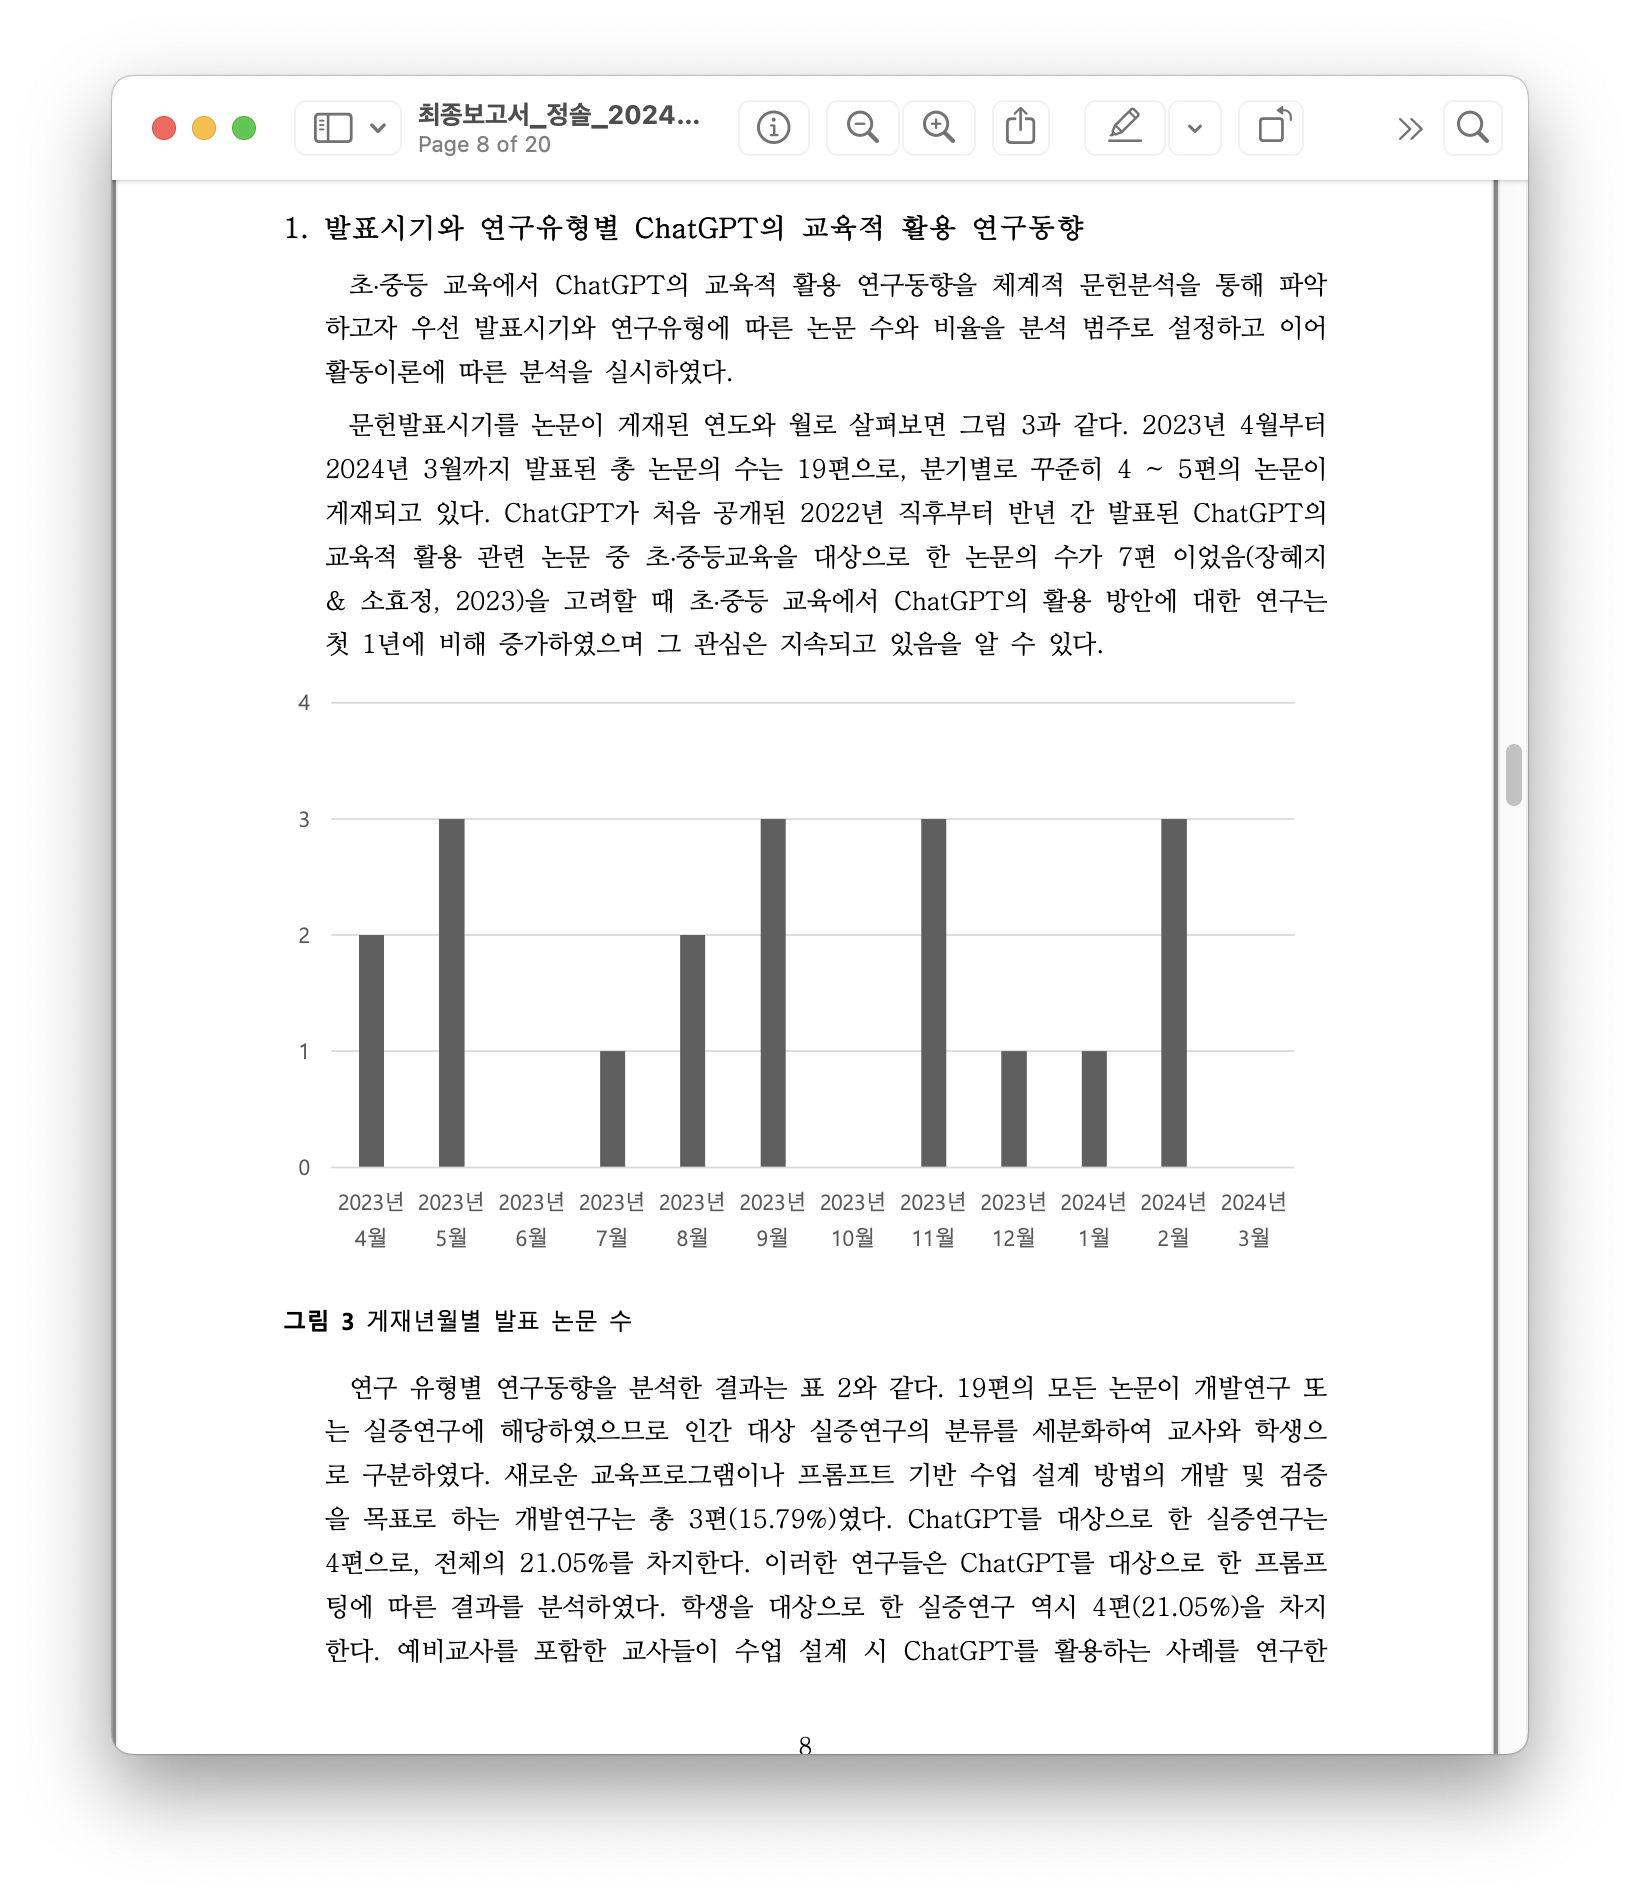 최종보고서_정솔_2024...
Page 8 of 20
1. 발표시기와 연구유형별 ChatGPT의 교육적 활용 연구동향
초·중등 교육에서 ChatGPT의 교육적 활용 연구동향을 체계적 문헌분석을 통해 파악
하고자 우선 발표시기와 연구유형에 따른 논문 수와 비율을 분석 범주로 설정하고 이어
활동이론에 따른 분석을 실시하였다.
문헌발표시기를 논문이 게재된 연도와 월로 살펴보면 그림 3과 같다. 2023년 4월부터
2024년 3월까지 발표된 총 논문의 수는 19편으로, 분기별로 꾸준히 4 ~ 5편의 논문이
게재되고 있다. ChatGPT가 처음 공개된 2022년 직후부터 반년 간 발표된 ChatGPT의
교육적 활용 관련 논문 중 초·중등교육을 대상으로 한 논문의 수가 7편 이었음(장혜지
& 소효정, 2023)을 고려할 때 초·중등 교육에서 ChatGPT의 활용 방안에 대한 연구는
첫 1년에 비해 증가하였으며 그 관심은 지속되고 있음을 알 수 있다.
4
3
2
1
0
2023년 2023년 2023년 2023년 2023년 2023년 2023년 2023년 2023년 2024년 2024년 2024년
4월 5월 6월 7월 8월 9월 10월 11월 12월 1월 2월 3월
그림 3 게재년월별 발표 논문 수
연구 유형별 연구동향을 분석한 결과는 표 2와 같다. 19편의 모든 논문이 개발연구 또
는 실증연구에 해당하였으므로 인간 대상 실증연구의 분류를 세분화하여 교사와 학생으
로 구분하였다. 새로운 교육프로그램이나 프롬프트 기반 수업 설계 방법의 개발 및 검증
을 목표로 하는 개발연구는 총 3편(15.79%)였다. ChatGPT를 대상으로 한 실증연구는
4편으로, 전체의 21.05%를 차지한다. 이러한 연구들은 ChatGPT를 대상으로 한 프롬프
팅에 따른 결과를 분석하였다. 학생을 대상으로 한 실증연구 역시 4편(21.05%)을 차지
한다. 예비교사를 포함한 교사들이 수업 설계 시 ChatGPT를 활용하는 사례를 연구한
8